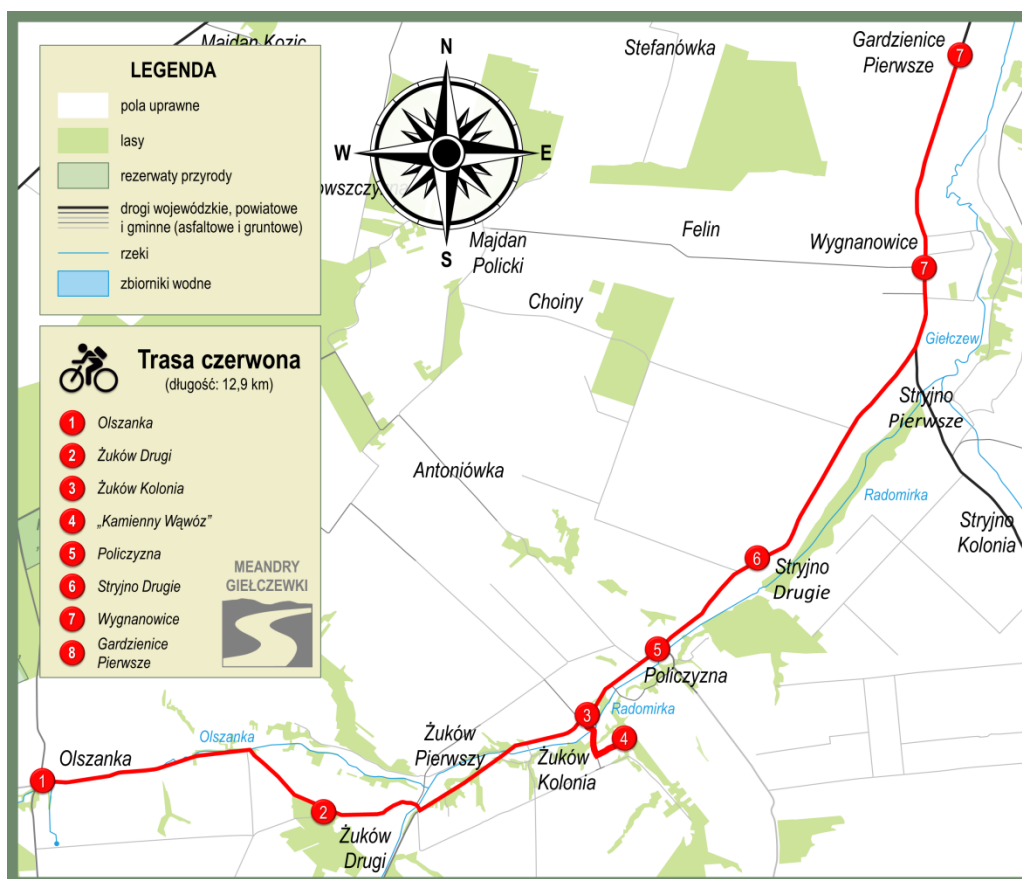 LEGENDA
pola uprawne
lasy
rezerwaty przyrody
drogi wojewódzkie, powiatowe
i gminne (asfaltowe i gruntowe)
rzeki
zbiorniki wodne
Trasa czerwona
(długość: 12,9 km)
1 Olszanka
2 Żuków Drugi
3 Żuków Kolonia
4 „Kamienny Wąwóz”
5 Policzyzna
6 Stryjno Drugie
7 Wygnanowice
8 Gardzienice
Pierwsze
MEANDRY
GIEŁCZEWKI
N
W
E
S
Majdan Kozic
Stefanówka
Gardzienice
Pierwsze
7
Majdan
Policki
Felin
Wygnanowice
7
Choiny
Giełczew
Stryjno
Pierwsze
Antoniówka
Radomirka
Stryjno
Kolonia
6
Stryjno
Drugie
5
Policzyzna
Radomirka
3
4
Żuków
Kolonia
Żuków
Pierwszy
Olszanka
Olszanka
1
2
Żuków
Drugi